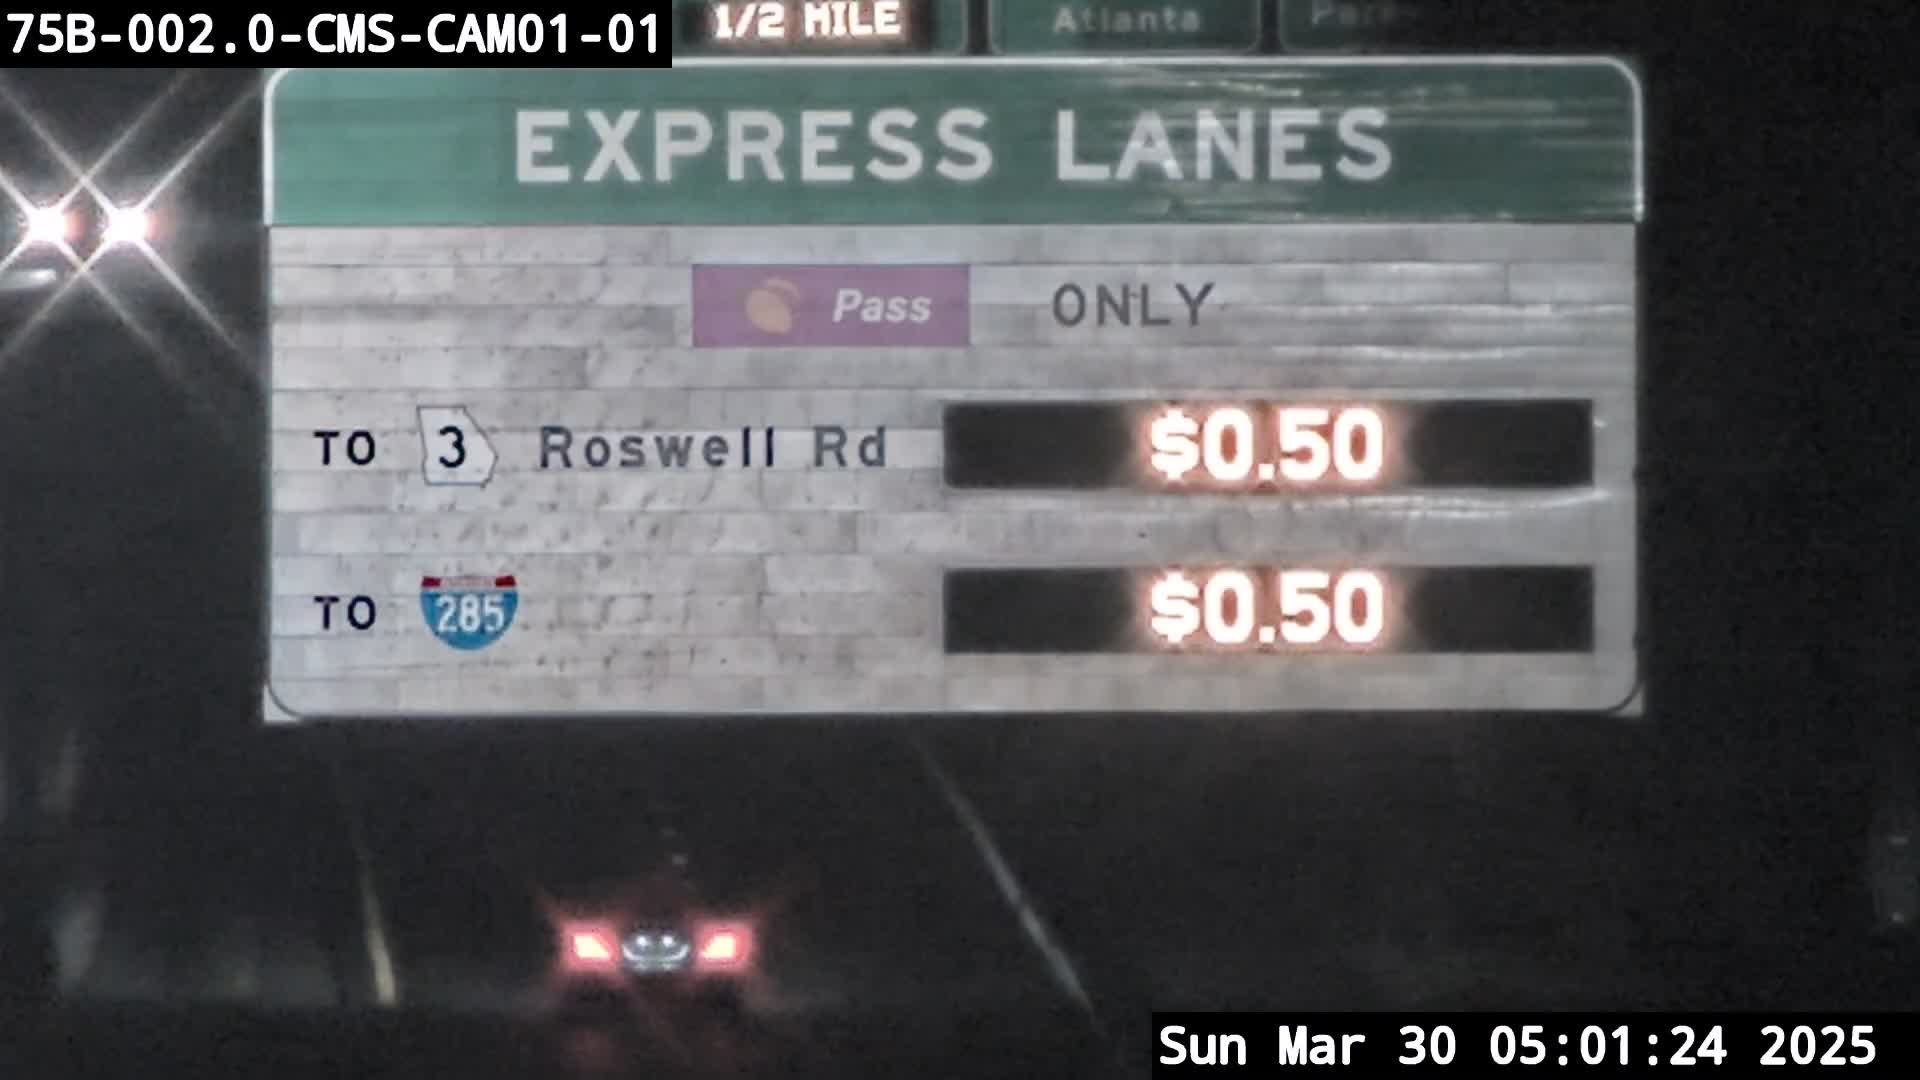 75B-002.0-CMS-CAM01-01
1/2 MILE
Atlanta
EXPRESS LANES
Pass ONLY
TO 3 Roswell Rd $0.50
TO 285 $0.50
Sun Mar 30 05:01:24 2025